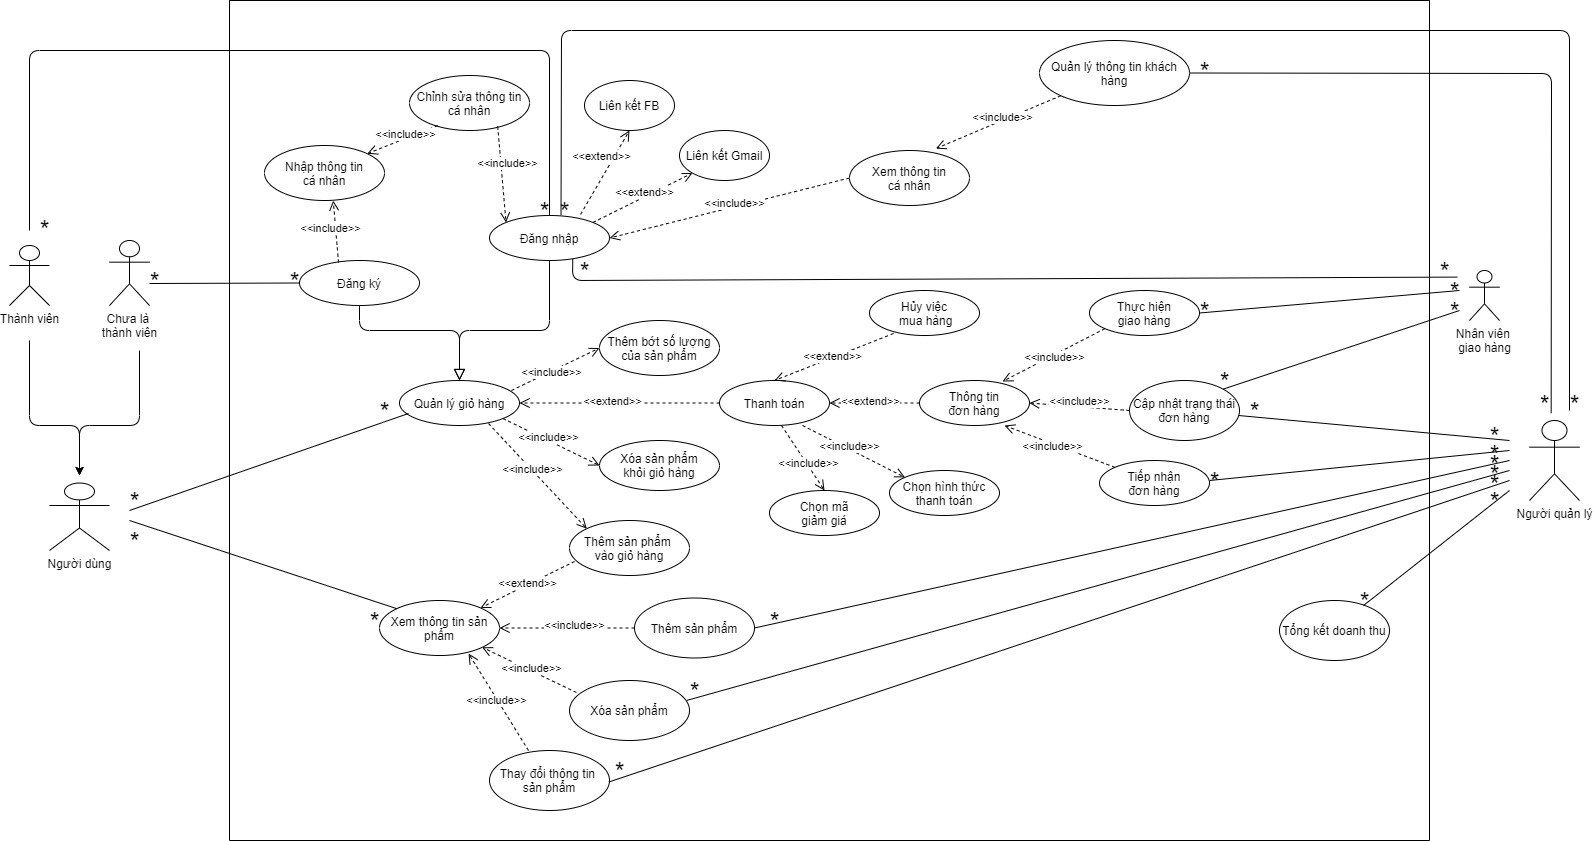 Quản lý thông tin khách
hàng
*
Chỉnh sửa thông tin
cá nhân
Liên kết FB
<<include>>
<<include>>
<<include>>
<<extend>>
Liên kết Gmail
Nhập thông tin
cá nhân
Xem thông tin
cá nhân
<<extend>>
<<include>>
*
*
*
<<include>>
Đăng nhập
*
*
*
*
Đăng ký
Thành viên
Chưa là
thành viên
*
*
*
Hủy việc
mua hàng
Thực hiện
giao hàng
Nhân viên
giao hàng
Thêm bớt số lượng
của sản phẩm
<<extend>>
<<include>>
<<include>>
*
*
*
*
Quản lý giỏ hàng
<<extend>>
Thanh toán
<<extend>>
Thông tin
đơn hàng
<<include>>
Cập nhật trạng thái
đơn hàng
*
*
<<include>>
<<include>>
Xóa sản phẩm
khỏi giỏ hàng
<<include>>
<<include>>
Tiếp nhận
đơn hàng
*
*
*
*
*
*
Chọn hình thức
thanh toán
Chọn mã
giảm giá
Người quản lý
*
*
Người dùng
Thêm sản phẩm
vào giỏ hàng
<<extend>>
*
Xem thông tin sản
phẩm
<<include>>
Thêm sản phẩm
*
*
Tổng kết doanh thu
<<include>>
<<include>>
Xóa sản phẩm
*
Thay đổi thông tin
sản phẩm
*